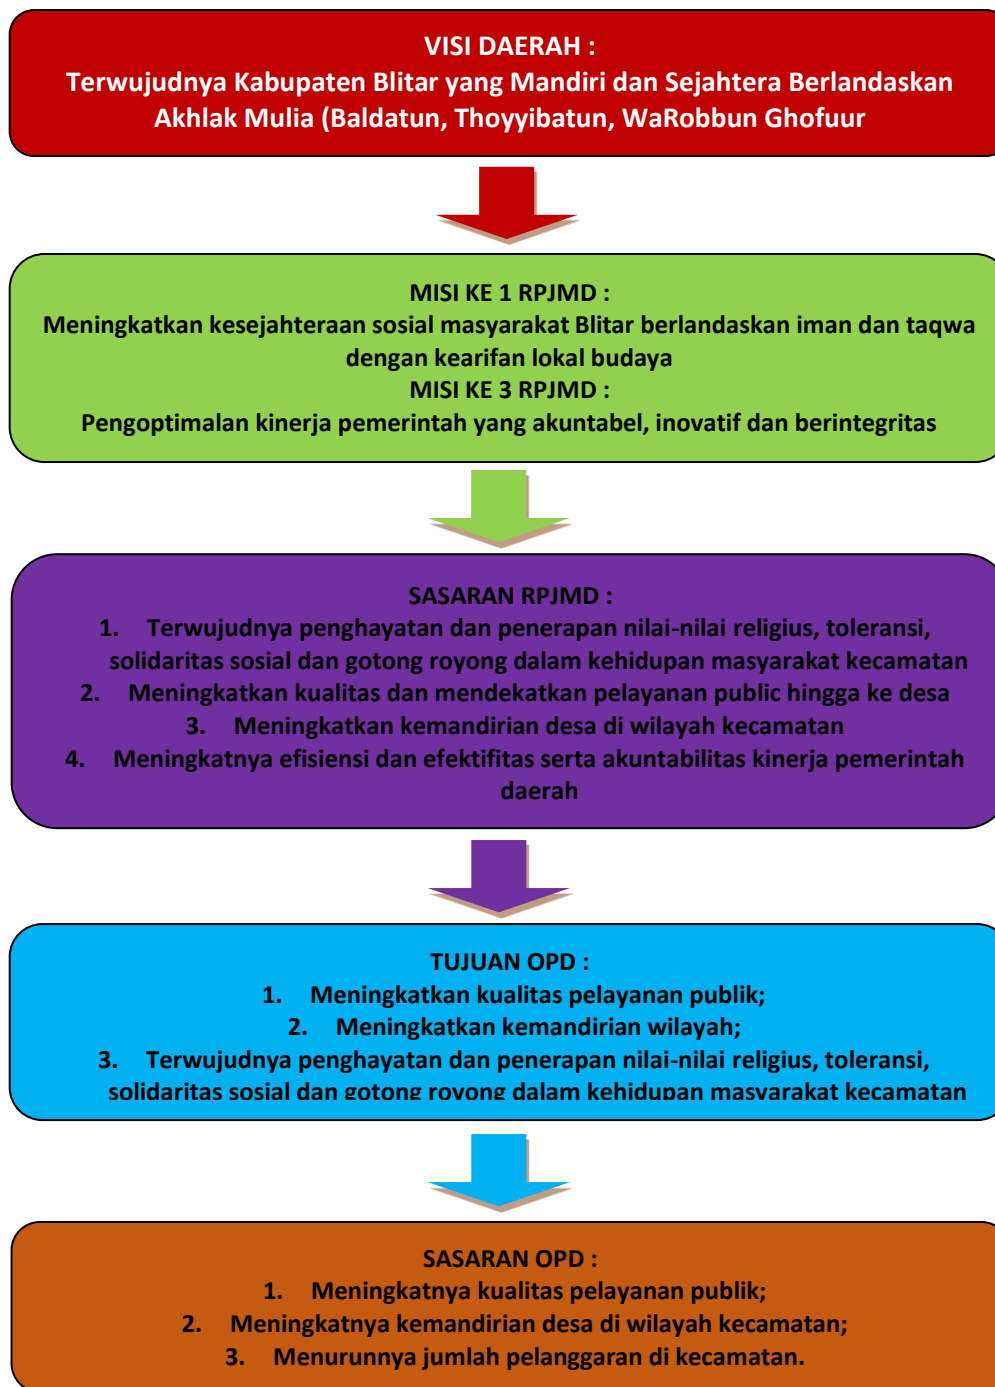 VISI DAERAH :
Terwujudnya Kabupaten Blitar yang Mandiri dan Sejahtera Berlandaskan
Akhlak Mulia (Baldatun, Thoyyibatun, WaRobbun Ghofuur
MISI KE 1 RPJMD :
Meningkatkan kesejahteraan sosial masyarakat Blitar berlandaskan iman dan taqwa
dengan kearifan lokal budaya
MISI KE 3 RPJMD :
Pengoptimalan kinerja pemerintah yang akuntabel, inovatif dan berintegritas
SASARAN RPJMD :
1. Terwujudnya penghayatan dan penerapan nilai-nilai religius, toleransi,
solidaritas sosial dan gotong royong dalam kehidupan masyarakat kecamatan
2. Meningkatkan kualitas dan mendekatkan pelayanan public hingga ke desa
3. Meningkatkan kemandirian desa di wilayah kecamatan
4. Meningkatnya efisiensi dan efektifitas serta akuntabilitas kinerja pemerintah
daerah
TUJUAN OPD :
1. Meningkatkan kualitas pelayanan publik;
2. Meningkatkan kemandirian wilayah;
3. Terwujudnya penghayatan dan penerapan nilai-nilai religius, toleransi,
solidaritas sosial dan gotong royong dalam kehidupan masyarakat kecamatan
SASARAN OPD :
1. Meningkatnya kualitas pelayanan publik;
2. Meningkatnya kemandirian desa di wilayah kecamatan;
3. Menurunnya jumlah pelanggaran di kecamatan.